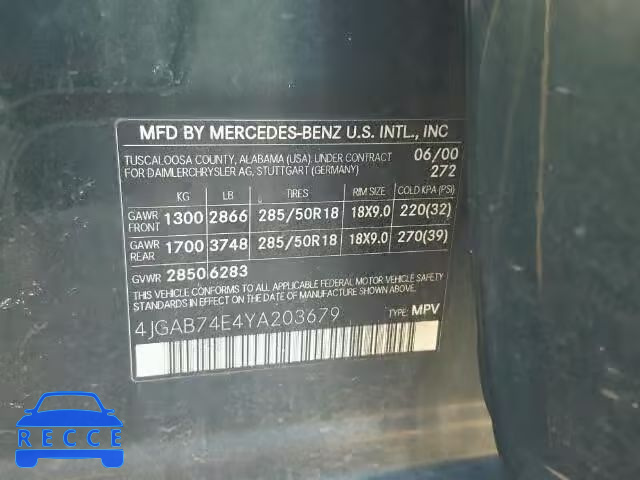 MFD BY MERCEDES-BENZ U.S. INTL., INC
TUSCALOOSA COUNTY, ALABAMA (USA). UNDER CONTRACT 06/00
FOR DAIMLERCHRYSLER AG, STUTTGART (GERMANY) 272
KG LB TIRES RIM SIZE COLD KPA (PSI)
GAWR FRONT 1300 2866 285/50R18 18X9.0 220(32)
GAWR REAR 1700 3748 285/50R18 18X9.0 270(39)
GVWR 2850 6283
THIS VEHICLE CONFORMS TO ALL APPLICABLE FEDERAL MOTOR VEHICLE SAFETY
STANDARDS IN EFFECT ON THE DATE OF MANUFACTURE SHOWN ABOVE.
4JGAB74E4YA203679 TYPE: MPV
RECCE